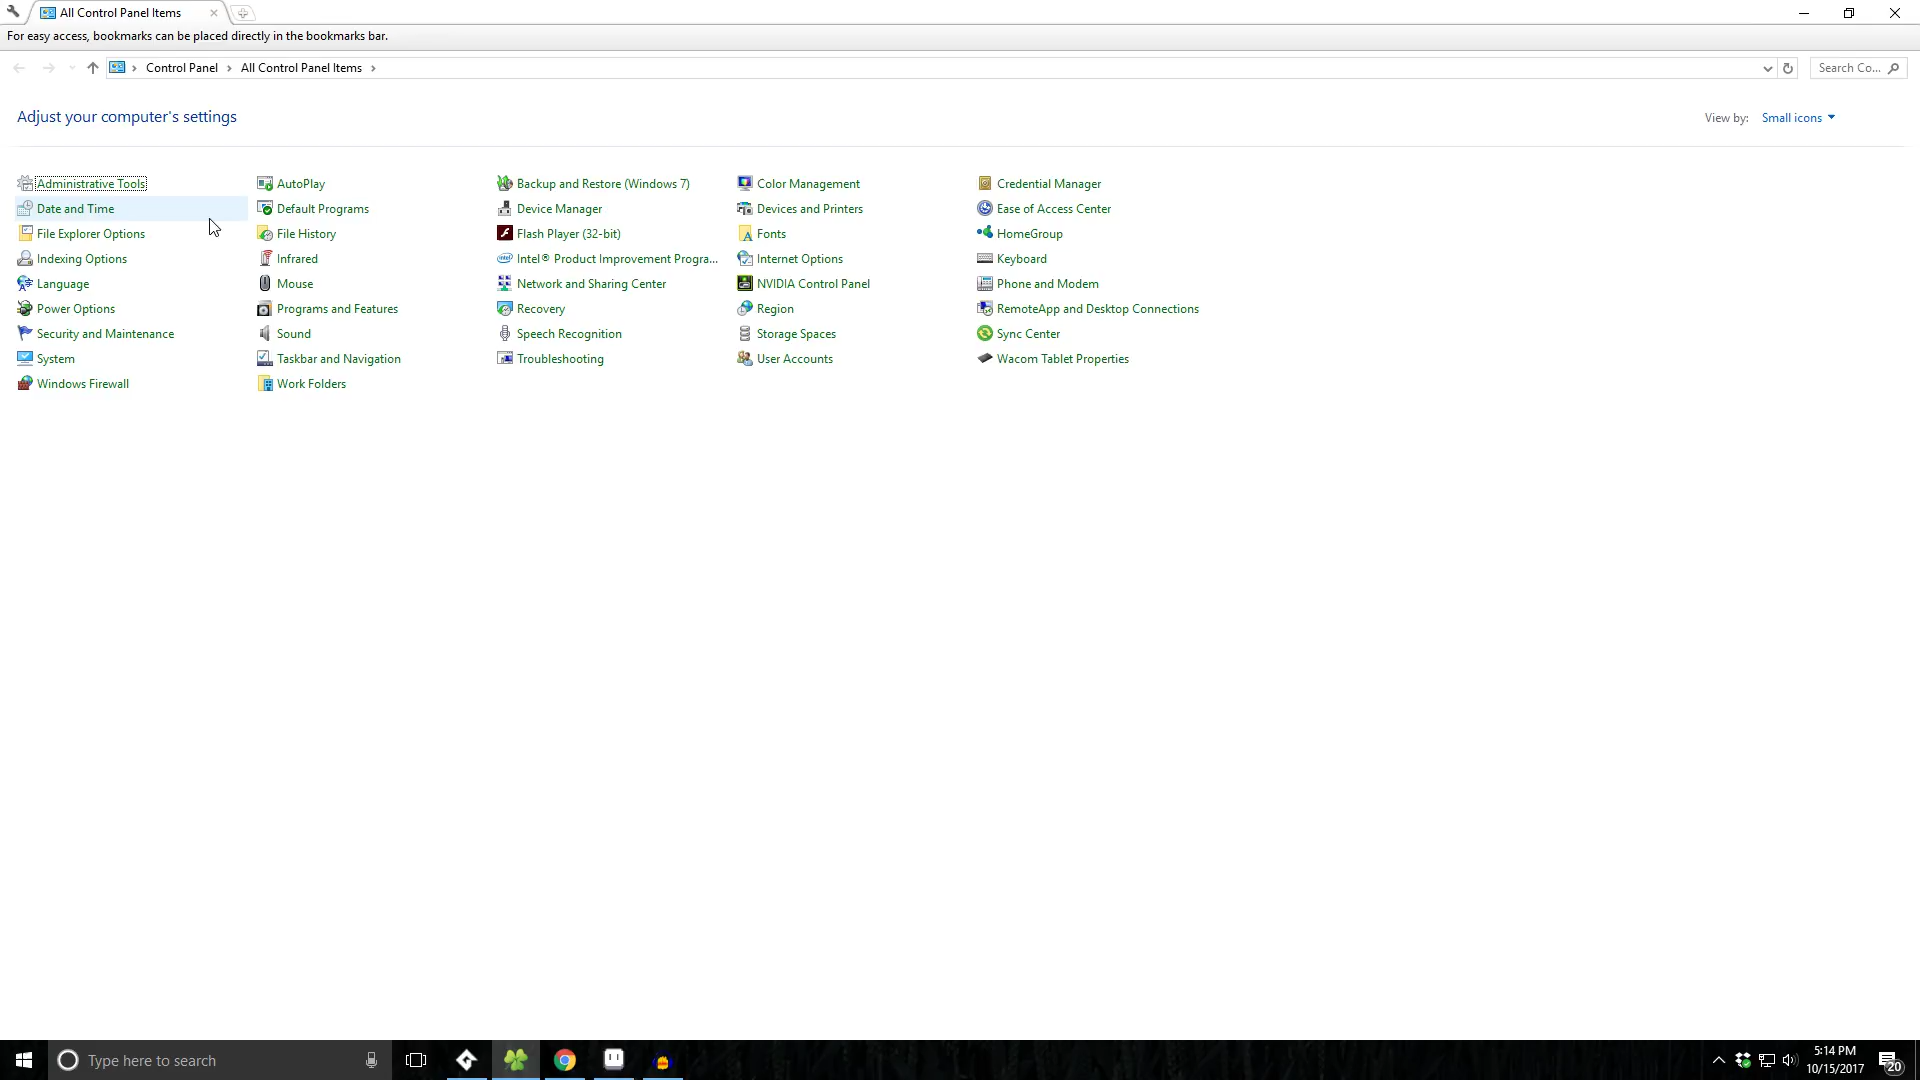 All Control Panel Items
For easy access, bookmarks can be placed directly in the bookmarks bar.
Control Panel > All Control Panel Items >
Search Co...
Adjust your computer's settings
View by: Small icons
Administrative Tools
AutoPlay
Backup and Restore (Windows 7)
Color Management
Credential Manager
Date and Time
Default Programs
Device Manager
Devices and Printers
Ease of Access Center
File Explorer Options
File History
Flash Player (32-bit)
Fonts
HomeGroup
Indexing Options
Infrared
Intel® Product Improvement Progra...
Internet Options
Keyboard
Language
Mouse
Network and Sharing Center
NVIDIA Control Panel
Phone and Modem
Power Options
Programs and Features
Recovery
Region
RemoteApp and Desktop Connections
Security and Maintenance
Sound
Speech Recognition
Storage Spaces
Sync Center
System
Taskbar and Navigation
Troubleshooting
User Accounts
Wacom Tablet Properties
Windows Firewall
Work Folders
Type here to search
5:14 PM
10/15/2017
20